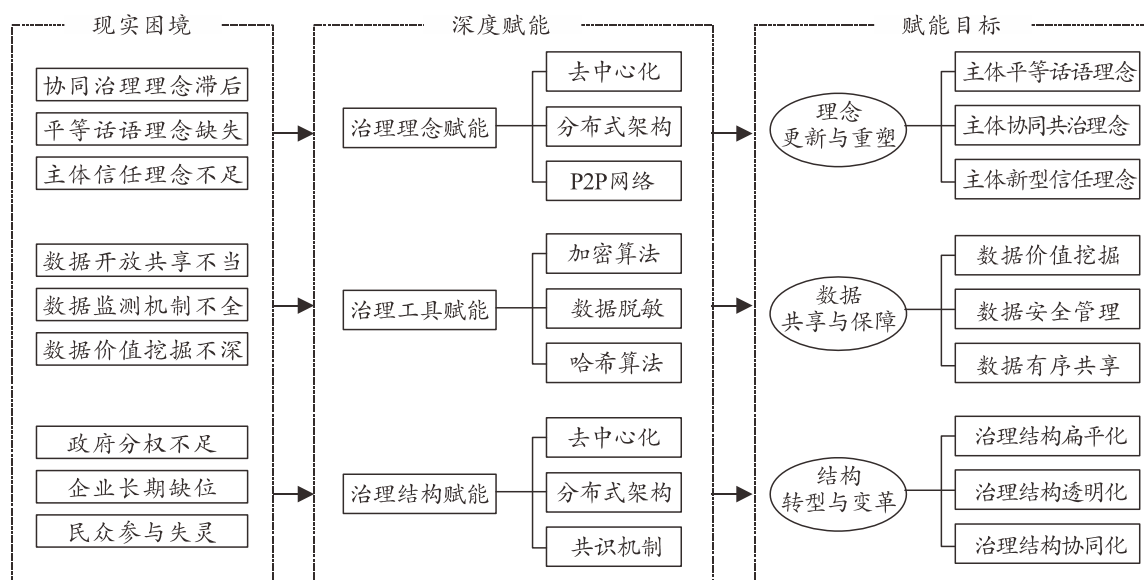 现实困境
深度赋能
赋能目标
协同治理理念滞后
平等话语理念缺失
主体信任理念不足
治理理念赋能
去中心化
分布式架构
P2P网络
理念
更新与重塑
主体平等话语理念
主体协同共治理念
主体新型信任理念
数据开放共享不当
数据监测机制不全
数据价值挖掘不深
治理工具赋能
加密算法
数据脱敏
哈希算法
数据
共享与保障
数据价值挖掘
数据安全管理
数据有序共享
政府分权不足
企业长期缺位
民众参与失灵
治理结构赋能
去中心化
分布式架构
共识机制
结构
转型与变革
治理结构扁平化
治理结构透明化
治理结构协同化